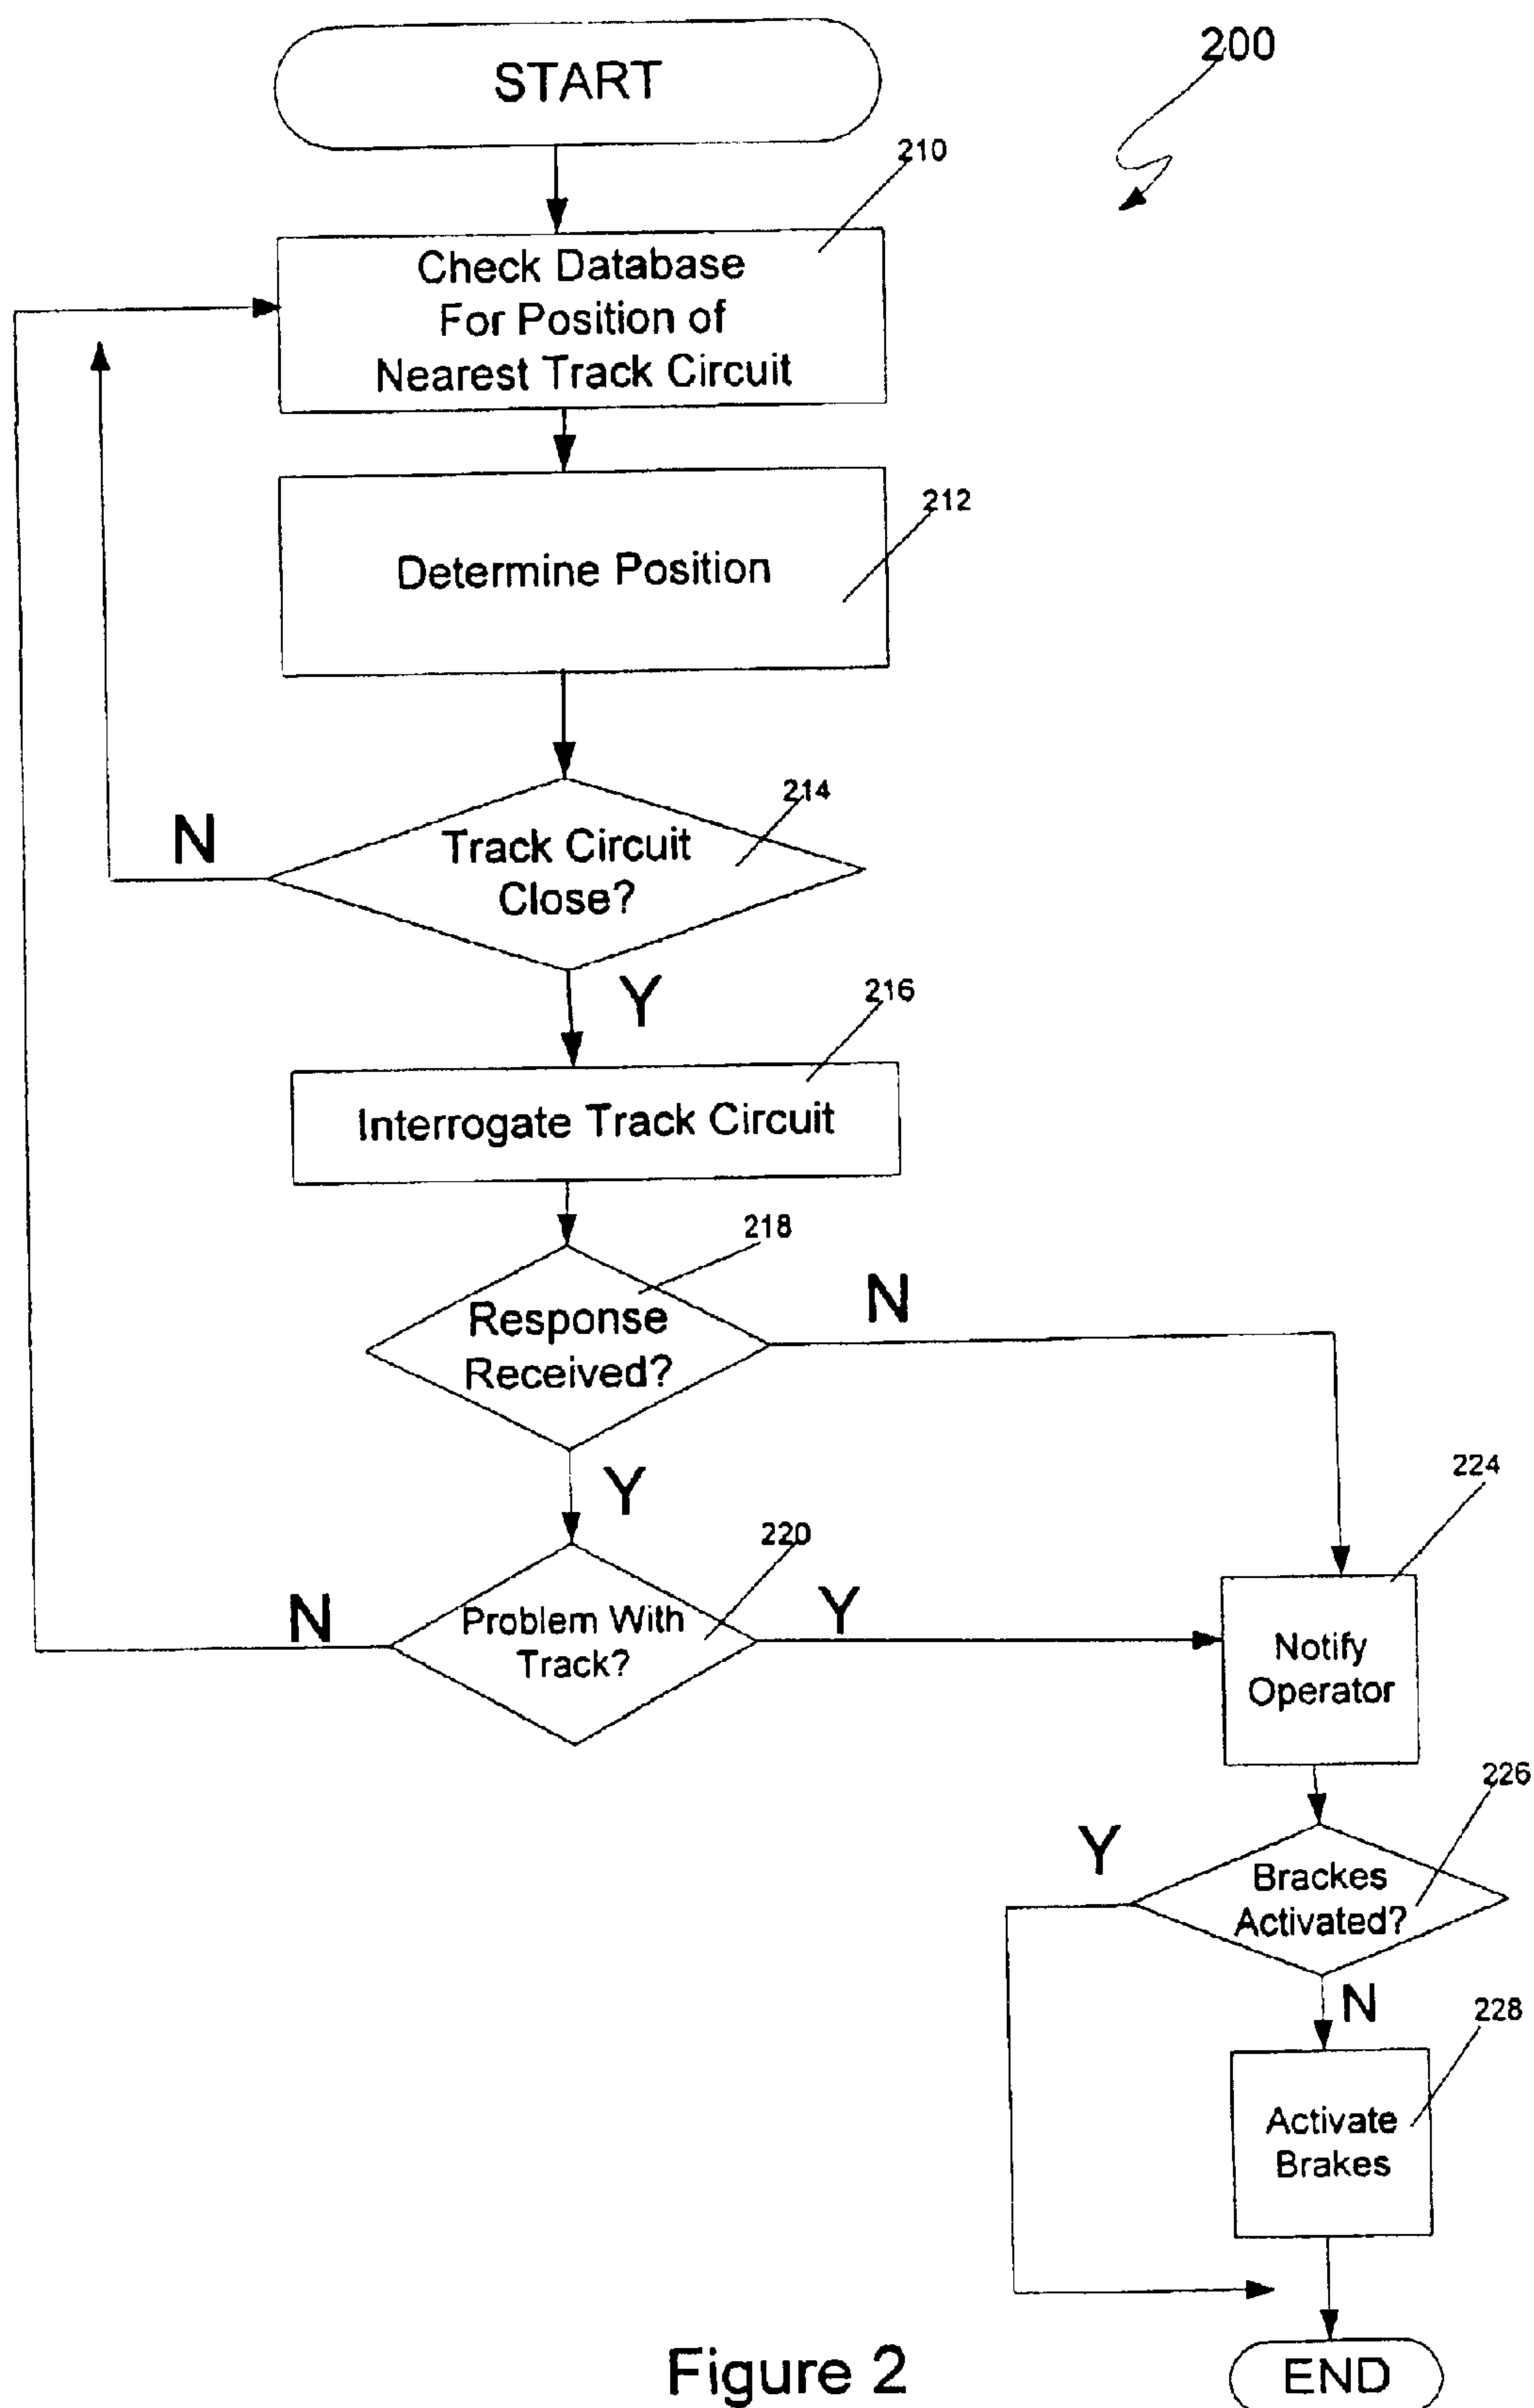 START
200
210
Check Database
For Position of
Nearest Track Circuit
212
Determine Position
214
N
Track Circuit
Close?
Y
216
Interrogate Track Circuit
218
N
Response
Received?
Y
224
220
N
Problem With
Track?
Y
Notify
Operator
226
Y
Brackes
Activated?
N
228
Activate
Brakes
Figure 2
END